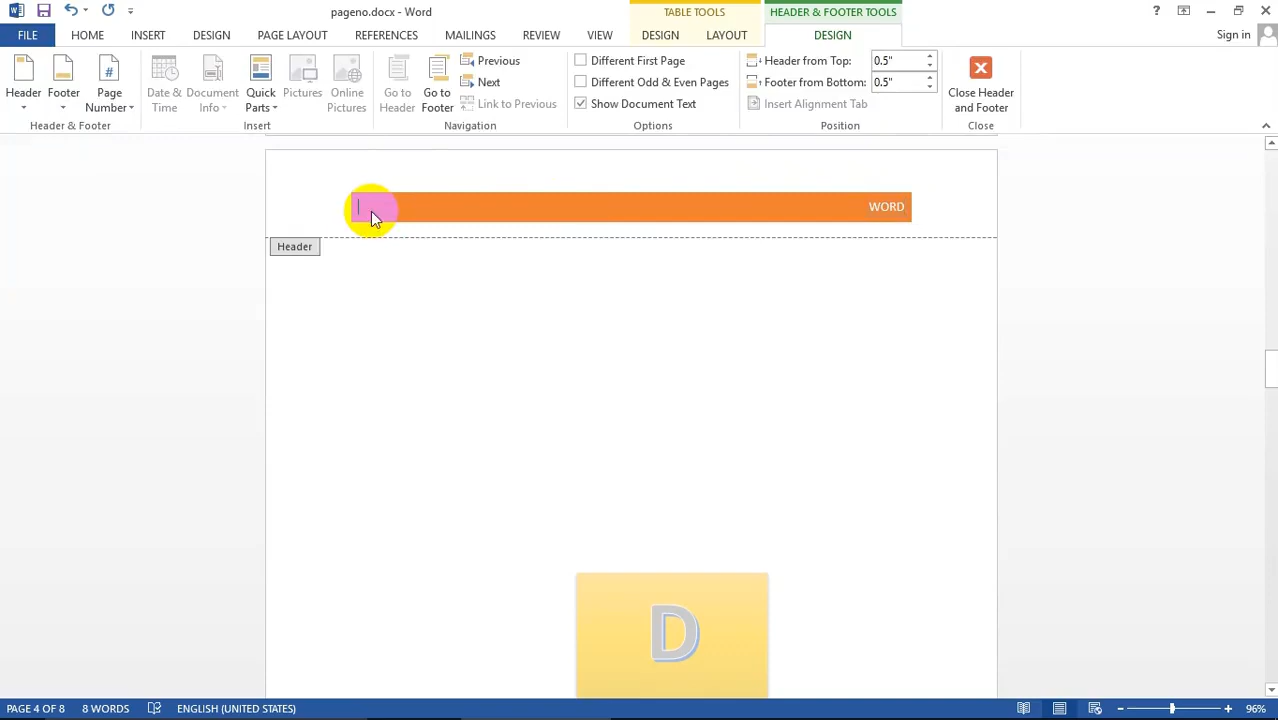 pageno.docx - Word
TABLE TOOLS
HEADER & FOOTER TOOLS
?
FILE
HOME
INSERT
DESIGN
PAGE LAYOUT
REFERENCES
MAILINGS
REVIEW
VIEW
DESIGN
LAYOUT
DESIGN
Sign in
Header
Footer
Page Number
Header & Footer
Date & Time
Document Info
Quick Parts
Pictures
Online Pictures
Insert
Go to Header
Go to Footer
Previous
Next
Link to Previous
Navigation
Different First Page
Different Odd & Even Pages
Show Document Text
Options
Header from Top: 0.5"
Footer from Bottom: 0.5"
Insert Alignment Tab
Position
Close Header and Footer
Close
WORD
Header
D
PAGE 4 OF 8
8 WORDS
ENGLISH (UNITED STATES)
96%